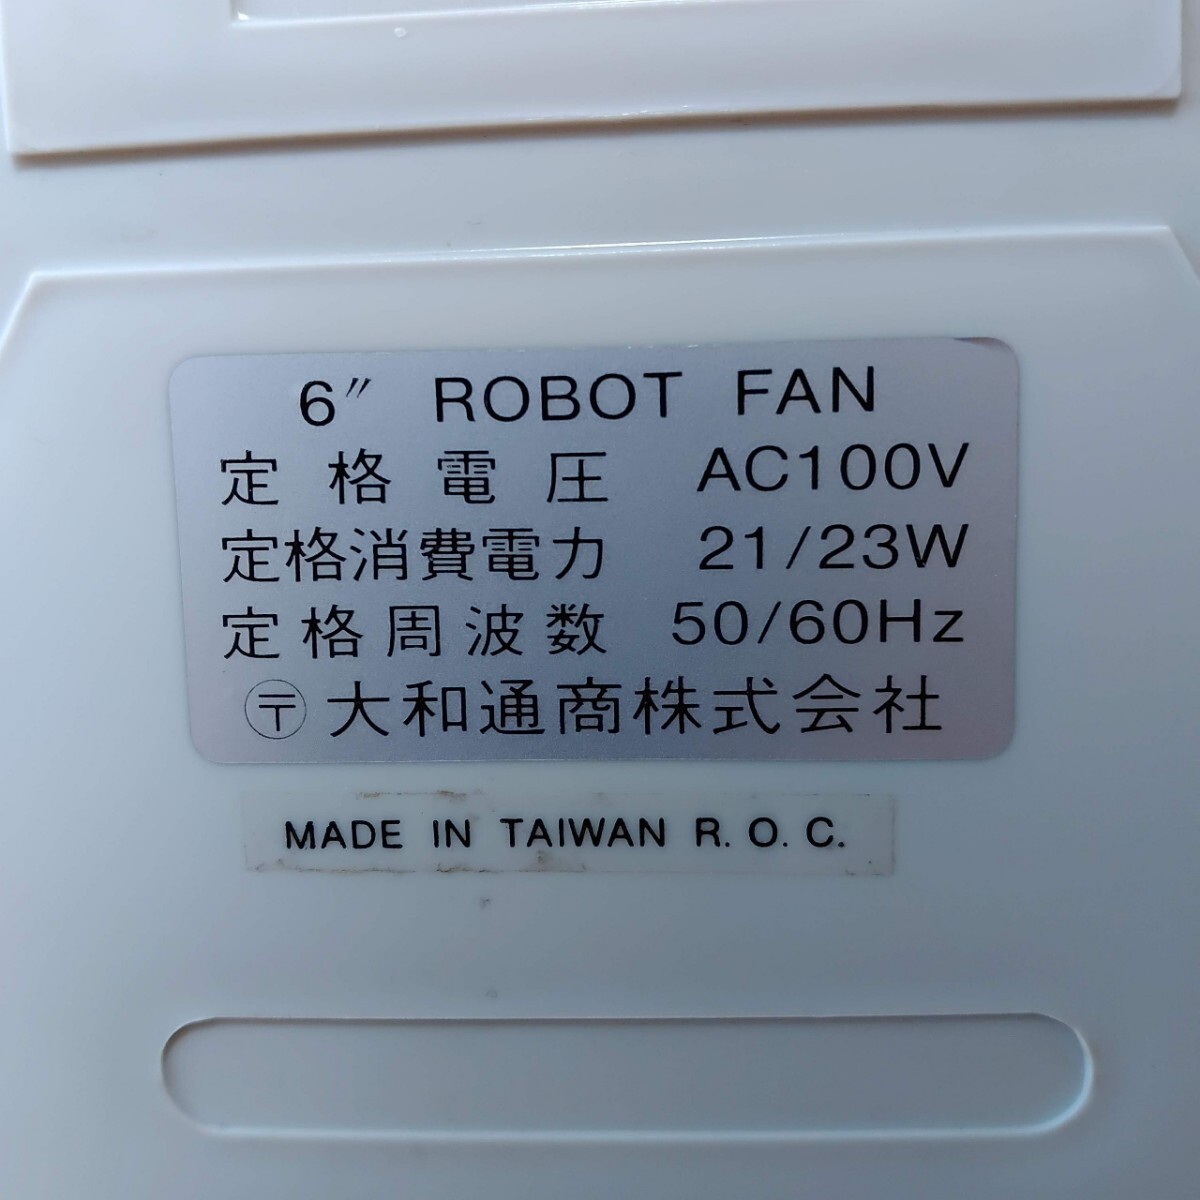 6″ ROBOT FAN
定格電圧 AC100V
定格消費電力 21/23W
定格周波数 50/60Hz
〶大和通商株式会社
MADE IN TAIWAN R. O. C.